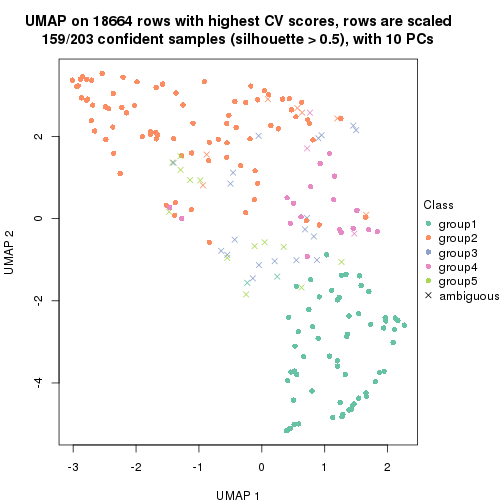 UMAP on 18664 rows with highest CV scores, rows are scaled
159/203 confident samples (silhouette > 0.5), with 10 PCs
2
0
-2
-4
UMAP 2
-3
-2
-1
0
1
2
UMAP 1
Class
group1
group2
group3
group4
group5
ambiguous